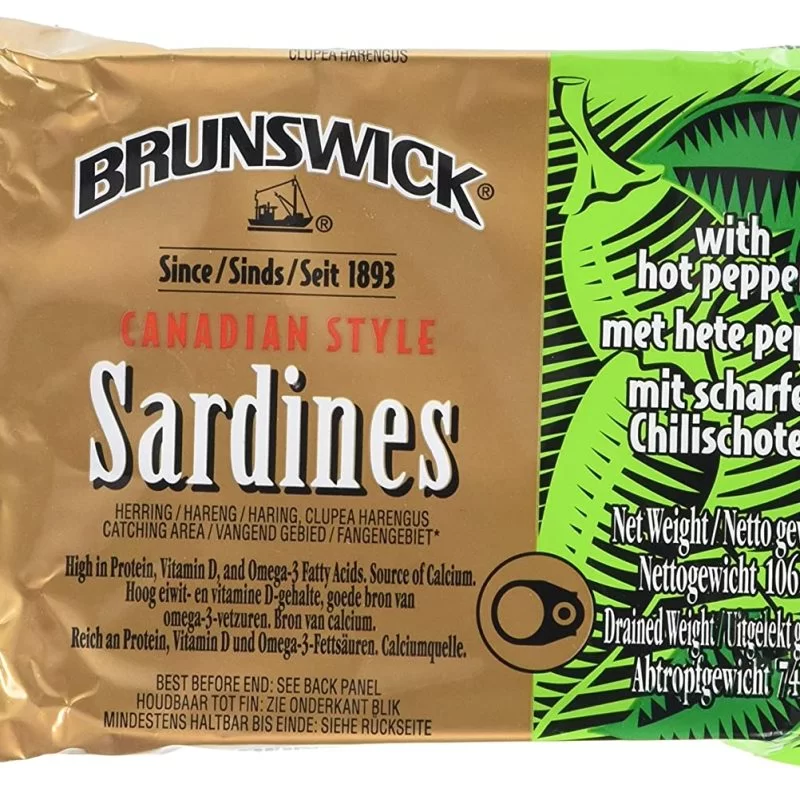 CLUPEA HARENGUS
BRUNSWICK®
®
Since/Sinds/Seit 1893
CANADIAN STYLE
Sardines
HERRING / HARENG / HARING, CLUPEA HARENGUS
CATCHING AREA / VANGEND GEBIED / FANGENGEBIET*
High in Protein, Vitamin D, and Omega-3 Fatty Acids. Source of Calcium.
Hoog eiwit- en vitamine D-gehalte, goede bron van
omega-3-vetzuren. Bron van calcium.
Reich an Protein, Vitamin D und Omega-3-Fettsäuren. Calciumquelle.
BEST BEFORE END: SEE BACK PANEL
HOUDBAAR TOT FIN: ZIE ONDERKANT BLIK
MINDESTENS HALTBAR BIS EINDE: SIEHE RÜCKSEITE
with
hot peppe
met hete pep
mit scharfe
Chilischote
Net Weight / Netto gew
Nettogewicht 106
Drained Weight / Uitgelekt g
Abtropfgewicht 74